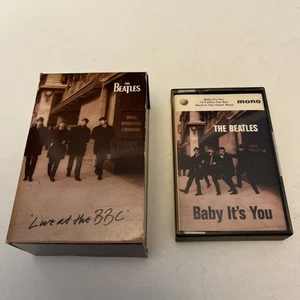 THE
BEATLES
'Live at the BBC'
Baby It's You
I'll Follow The Sun
Devil In Her Heart Boys
mono
THE BEATLES
Baby It's You